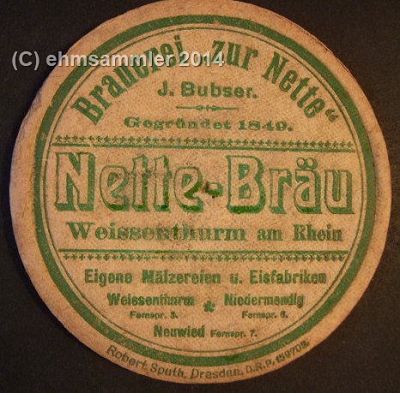 (C) ehmsammler 2014
Brauerei „zur Nette“
J. Bubser.
Gegründet 1849.
Nette-Bräu
Weissenthurm am Rhein
Eigene Mälzereien u. Eisfabriken
Weissenthurm Niedermendig
Fernspr. 5. Fernspr. 6.
Neuwied Fernspr. 7.
Robert Sputh, Dresden, D.R.P. 159702.